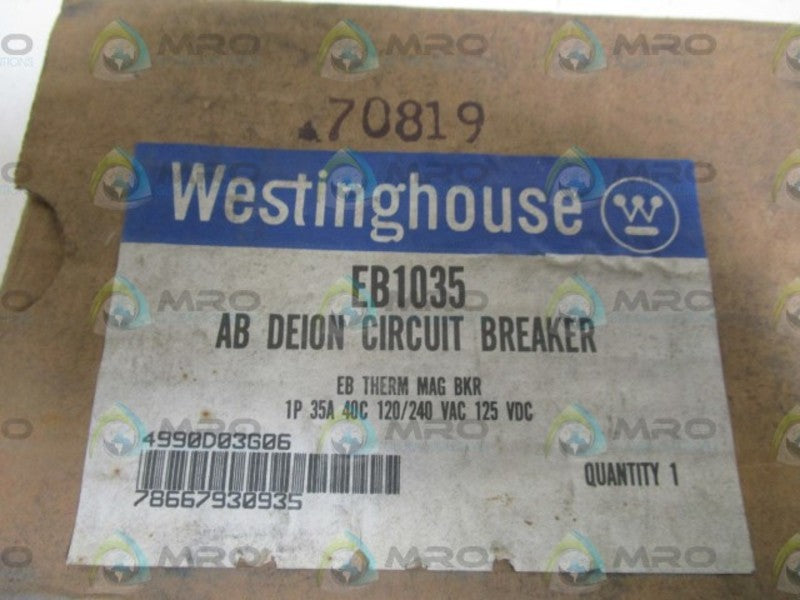 70819
Westinghouse W
EB1035
AB DEION CIRCUIT BREAKER
EB THERM MAG BKR
1P 35A 40C 120/240 VAC 125 VDC
4990D03G06
78667930935
QUANTITY 1
MRO